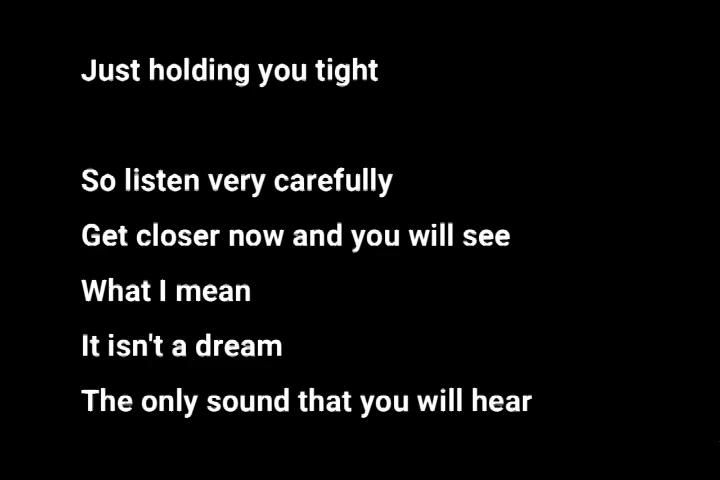 Just holding you tight
So listen very carefully
Get closer now and you will see
What I mean
It isn't a dream
The only sound that you will hear